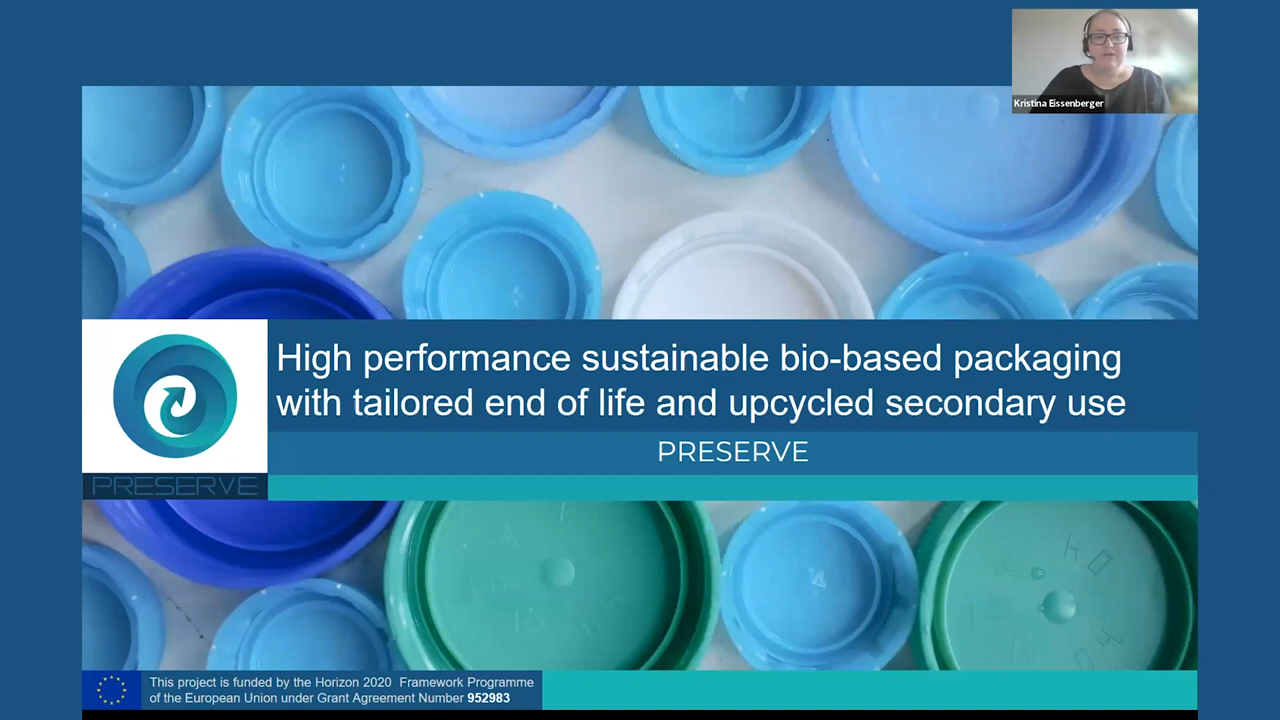 Kristina Eissenberger
High performance sustainable bio-based packaging
with tailored end of life and upcycled secondary use
PRESERVE
PRESERVE
This project is funded by the Horizon 2020 Framework Programme
of the European Union under Grant Agreement Number 952983